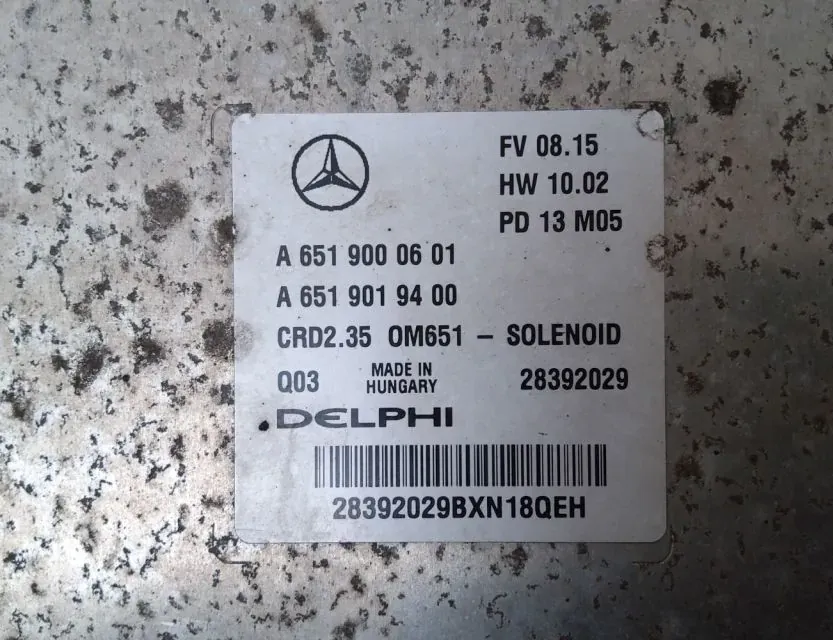 FV 08.15
HW 10.02
PD 13 M05
A 651 900 06 01
A 651 901 94 00
CRD2.35 OM651 – SOLENOID
Q03 MADE IN HUNGARY 28392029
DELPHI
28392029BXN18QEH